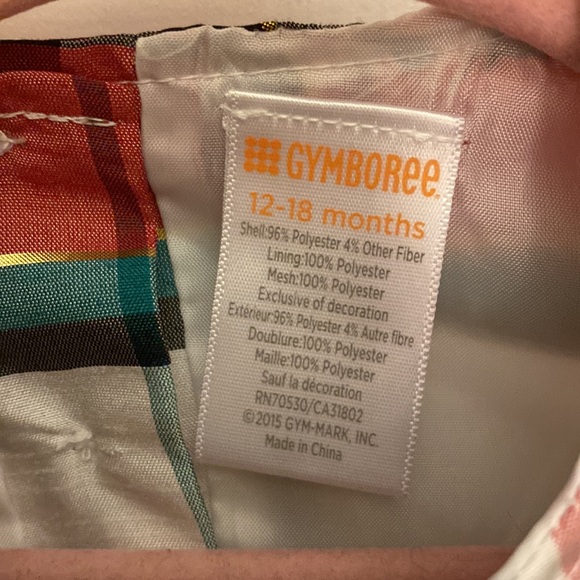 GYMBOREE
12-18 months
Shell:96% Polyester 4% Other Fiber
Lining:100% Polyester
Mesh:100% Polyester
Exclusive of decoration
Extérieur:96% Polyester 4% Autre fibre
Doublure:100% Polyester
Maille:100% Polyester
Sauf la décoration
RN70530/CA31802
©2015 GYM-MARK, INC.
Made in China